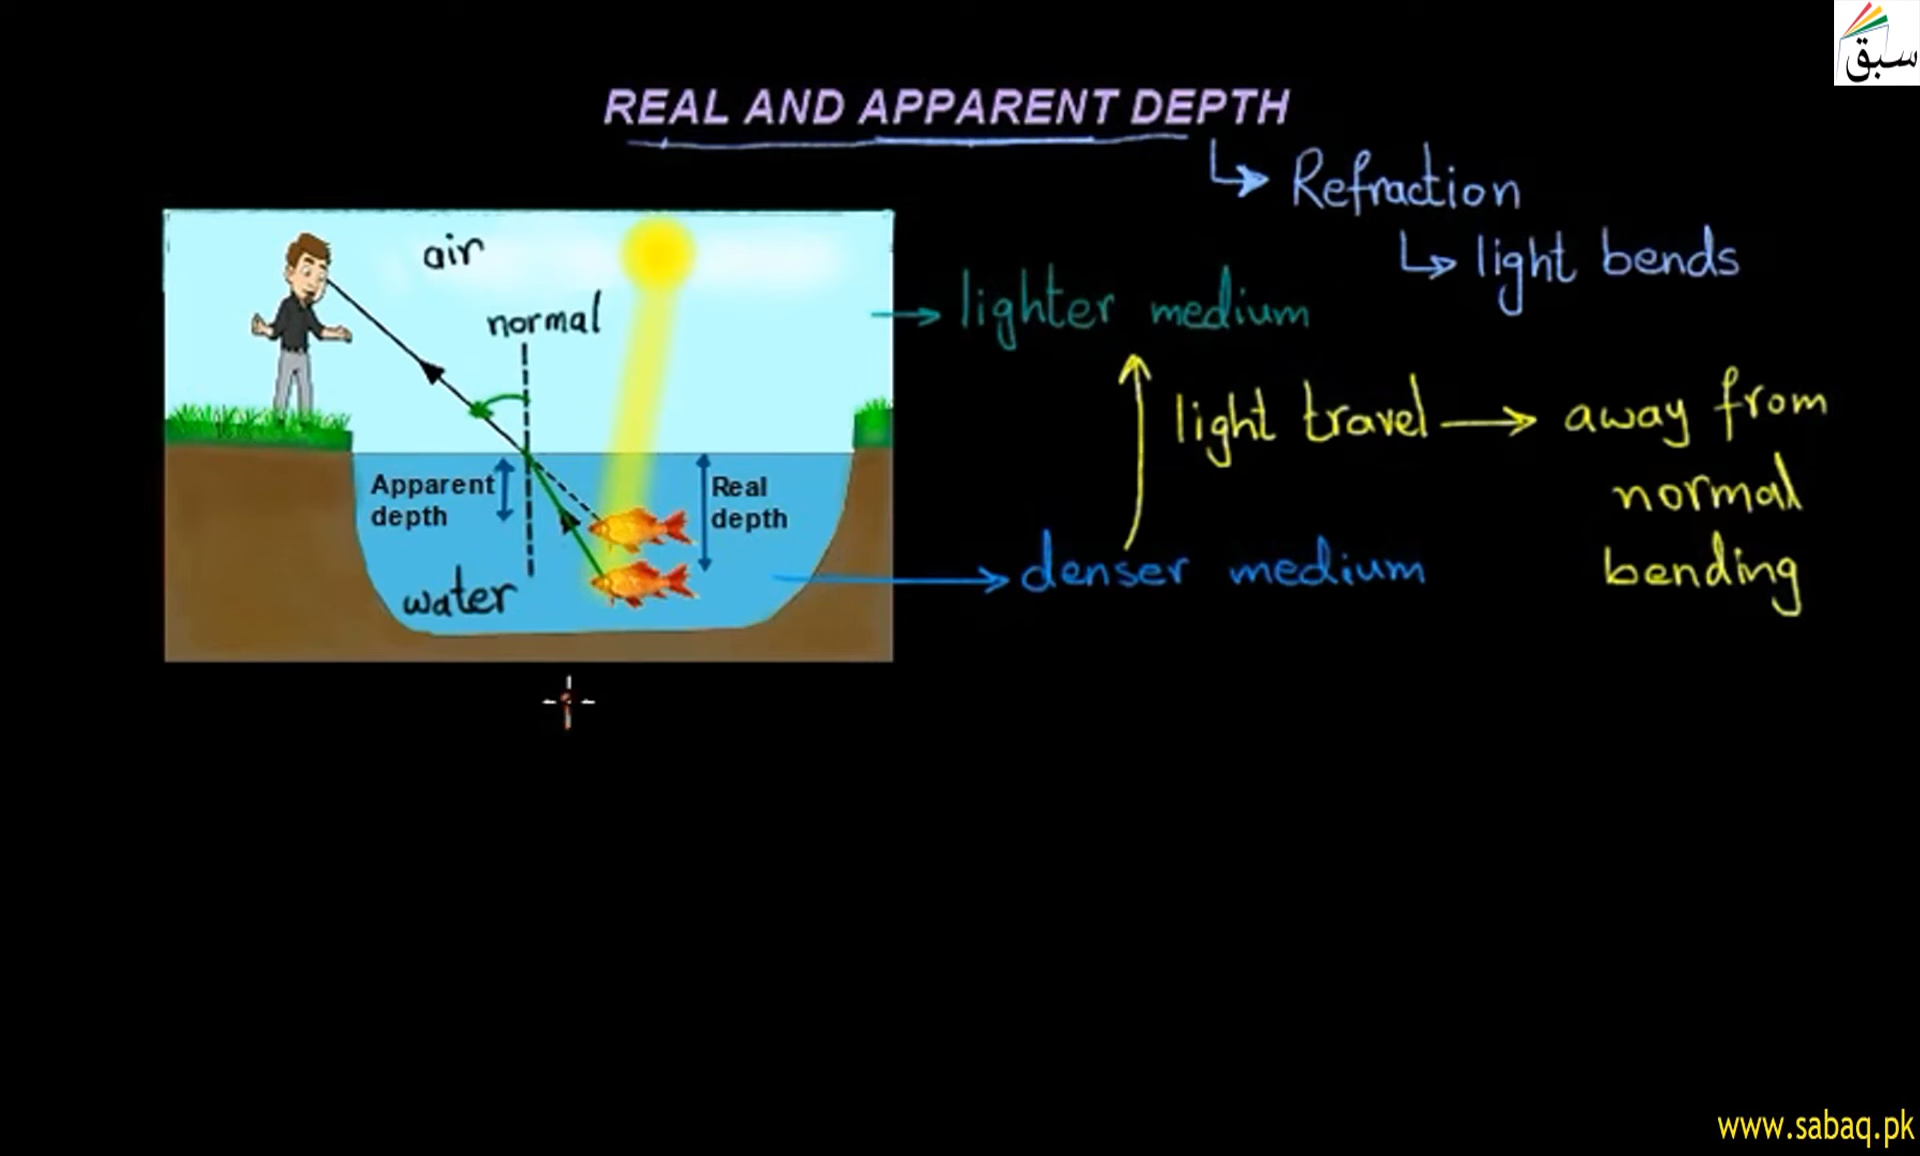 سبق
REAL AND APPARENT DEPTH
Refraction
light bends
air
normal
lighter medium
light travel
away from
normal
bending
Apparent
depth
Real
depth
water
denser medium
www.sabaq.pk